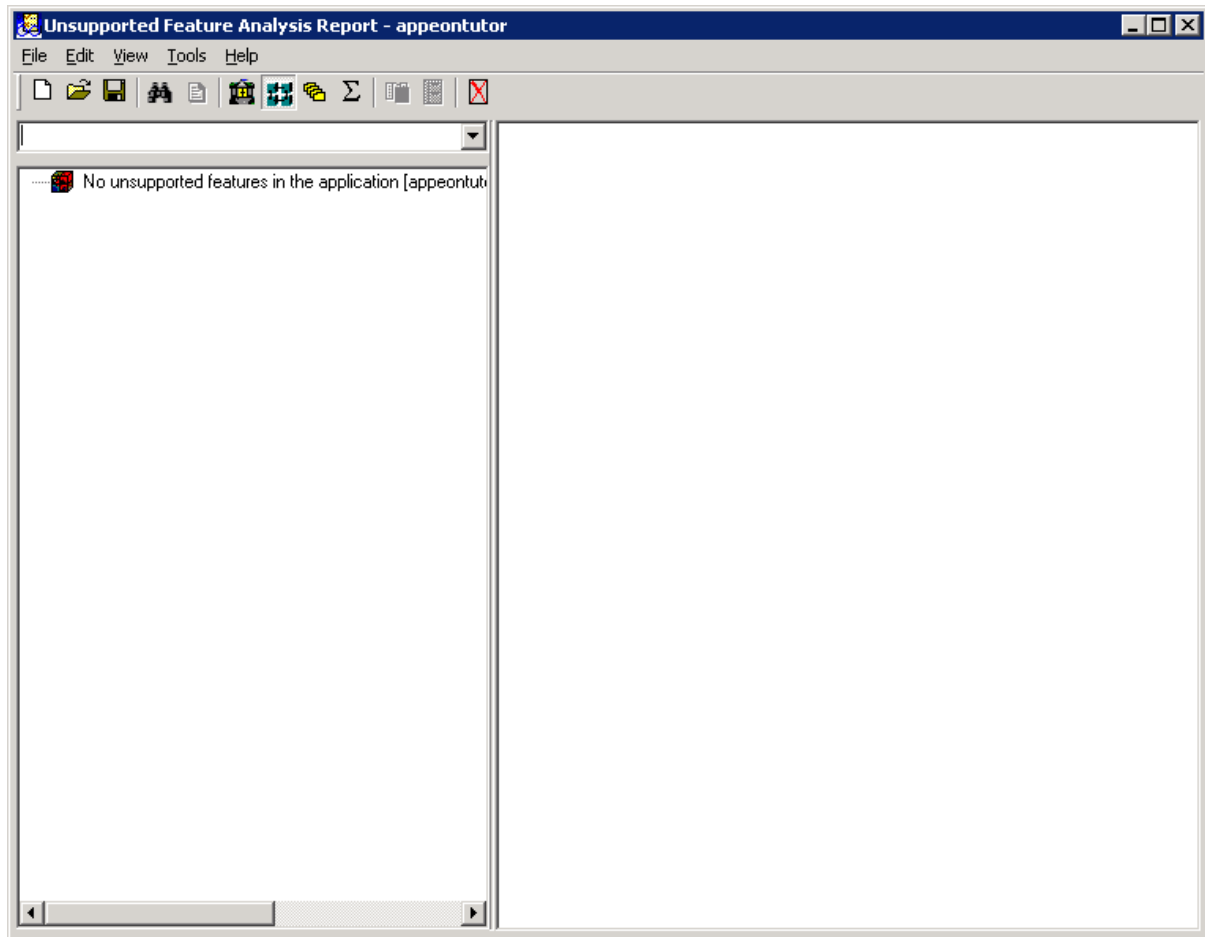 Unsupported Feature Analysis Report - appeontutor
File Edit View Tools Help
Σ
No unsupported features in the application [appeontut